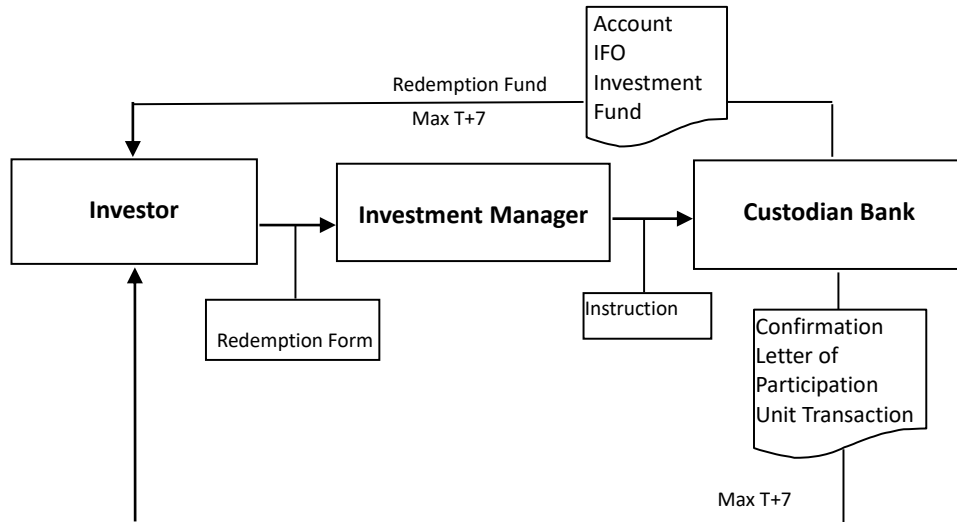 Account
IFO
Investment
Fund
Redemption Fund
Max T+7
Investor
Investment Manager
Custodian Bank
Redemption Form
Instruction
Confirmation
Letter of
Participation
Unit Transaction
Max T+7